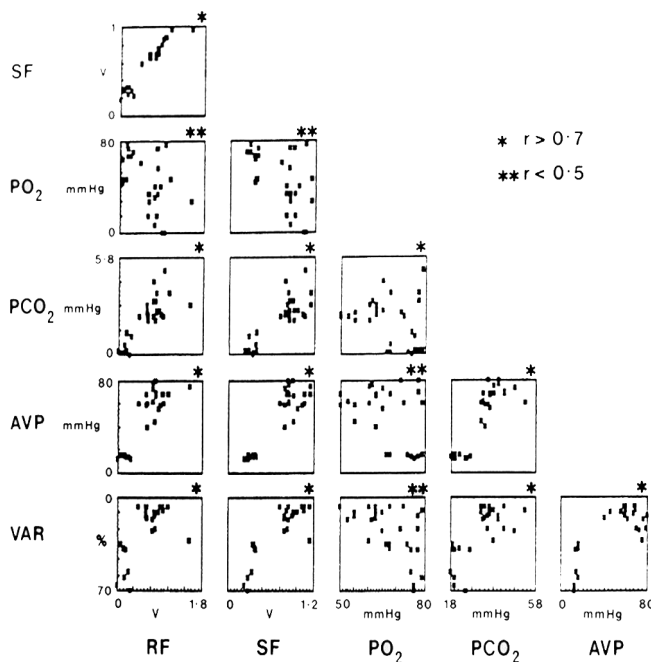 *
1
SF
V
0
** **
80
* r > 0·7
PO2 mmHg
** r < 0·5
0
* * *
5·8
PCO2 mmHg
0
* * ** *
80
AVP mmHg
0
* * ** * *
0
VAR
%
70
0 1·8 0 1·2 50 80 18 58 0 80
V V mmHg mmHg mmHg
RF SF PO2 PCO2 AVP